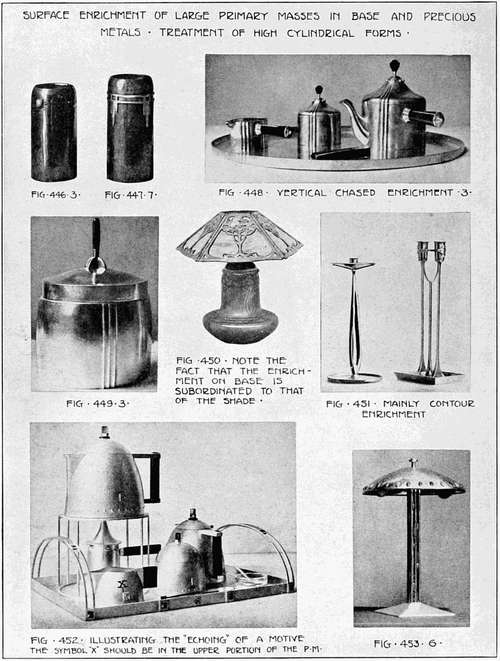 SURFACE ENRICHMENT OF LARGE PRIMARY MASSES IN BASE AND PRECIOUS
METALS · TREATMENT OF HIGH CYLINDRICAL FORMS ·
FIG · 446 · 3 ·
FIG · 447 · 7 ·
FIG · 448 · VERTICAL CHASED ENRICHMENT · 3 ·
FIG · 449 · 3 ·
FIG · 450 · NOTE THE
FACT THAT THE ENRICH-
MENT ON BASE IS
SUBORDINATED TO THAT
OF THE SHADE ·
FIG · 451 · MAINLY CONTOUR
ENRICHMENT
FIG · 452 · ILLUSTRATING THE "ECHOING" OF A MOTIVE
THE SYMBOL "X" SHOULD BE IN THE UPPER PORTION OF THE P·M·
FIG · 453 · 6 ·
X